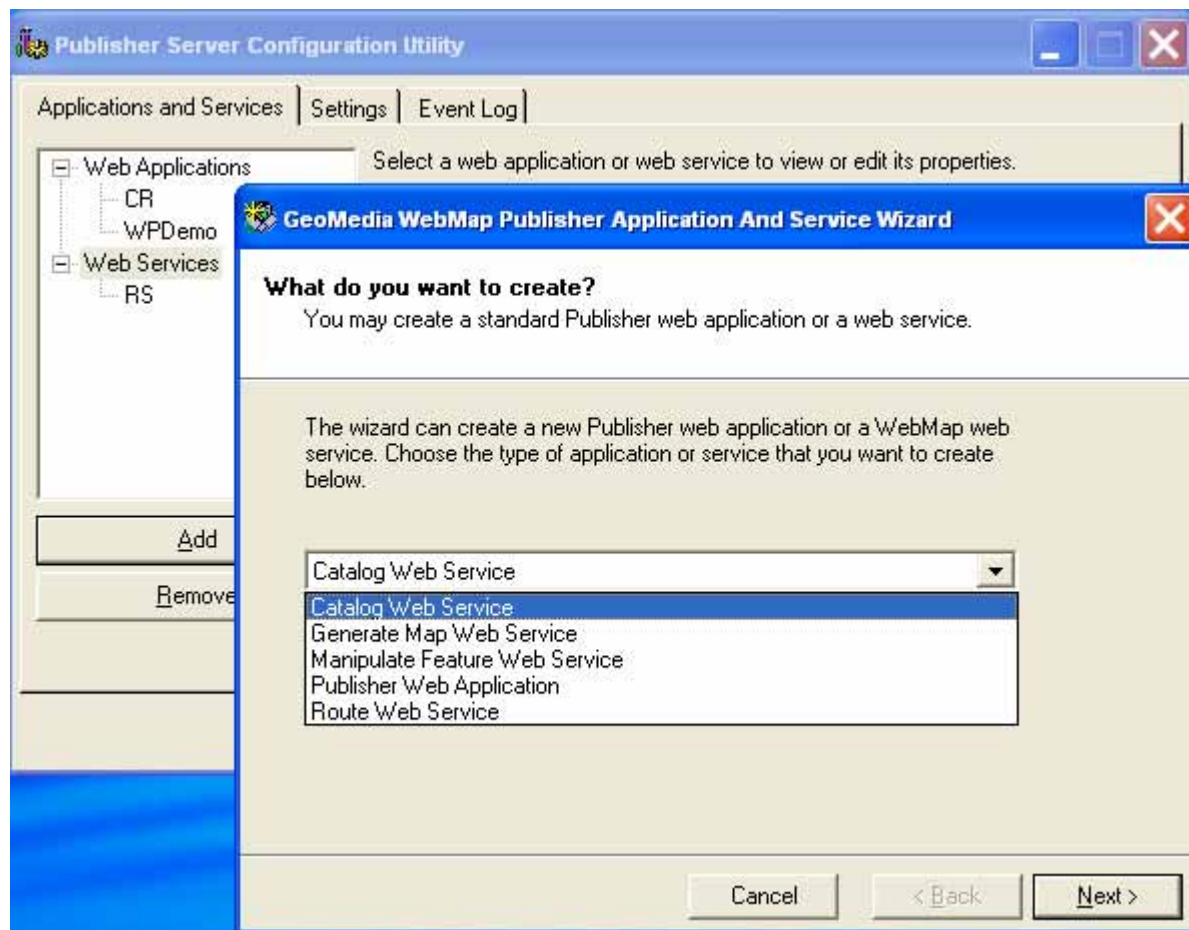 Publisher Server Configuration Utility
Applications and Services
Settings
Event Log
Web Applications
CR
WPDemo
Web Services
RS
Select a web application or web service to view or edit its properties.
Add
Remove
GeoMedia WebMap Publisher Application And Service Wizard
What do you want to create?
You may create a standard Publisher web application or a web service.
The wizard can create a new Publisher web application or a WebMap web
service. Choose the type of application or service that you want to create
below.
Catalog Web Service
Catalog Web Service
Generate Map Web Service
Manipulate Feature Web Service
Publisher Web Application
Route Web Service
Cancel
< Back
Next >